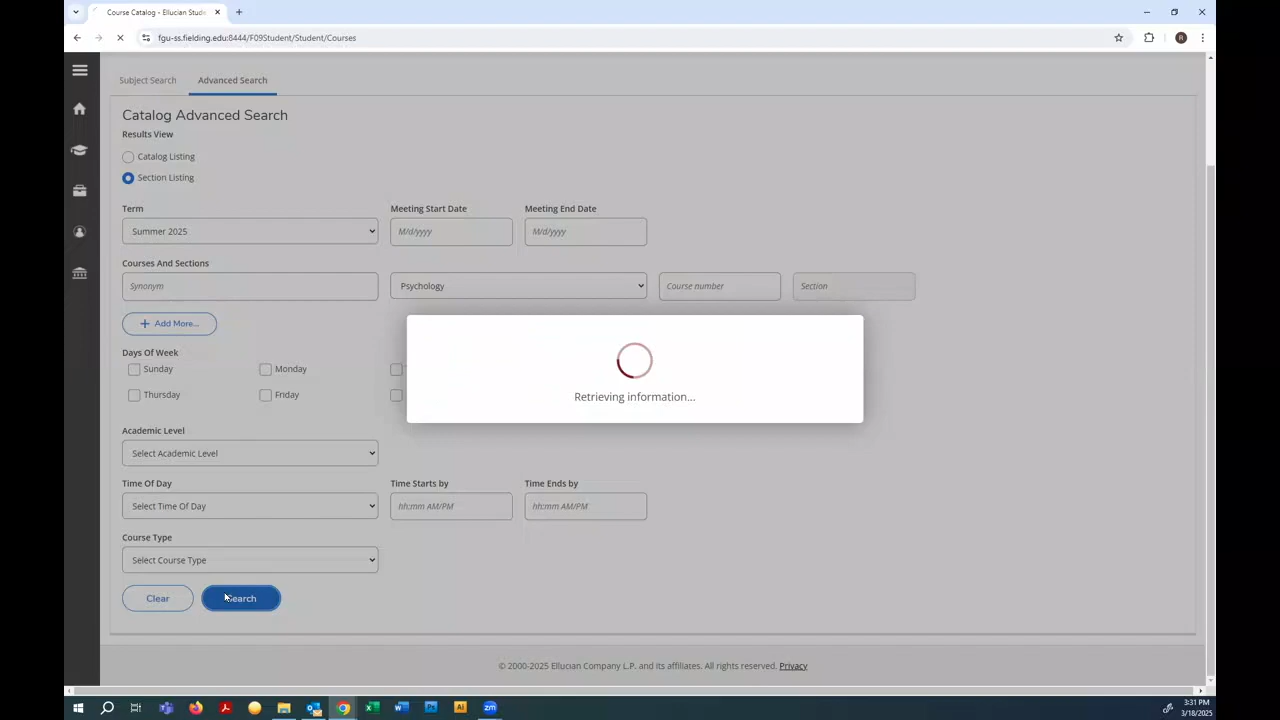 Course Catalog - Ellucian Stude
fgu-ss.fielding.edu:8444/F09Student/Student/Courses
R
Subject Search
Advanced Search
Catalog Advanced Search
Results View
Catalog Listing
Section Listing
Term
Meeting Start Date
Meeting End Date
Summer 2025
M/d/yyyy
M/d/yyyy
Courses And Sections
Synonym
Psychology
Course number
Section
+ Add More...
Days Of Week
Sunday
Monday
Thursday
Friday
Retrieving information...
Academic Level
Select Academic Level
Time Of Day
Time Starts by
Time Ends by
Select Time Of Day
hh:mm AM/PM
hh:mm AM/PM
Course Type
Select Course Type
Clear
Search
© 2000-2025 Ellucian Company L.P. and its affiliates. All rights reserved. Privacy
3:31 PM
3/18/2025